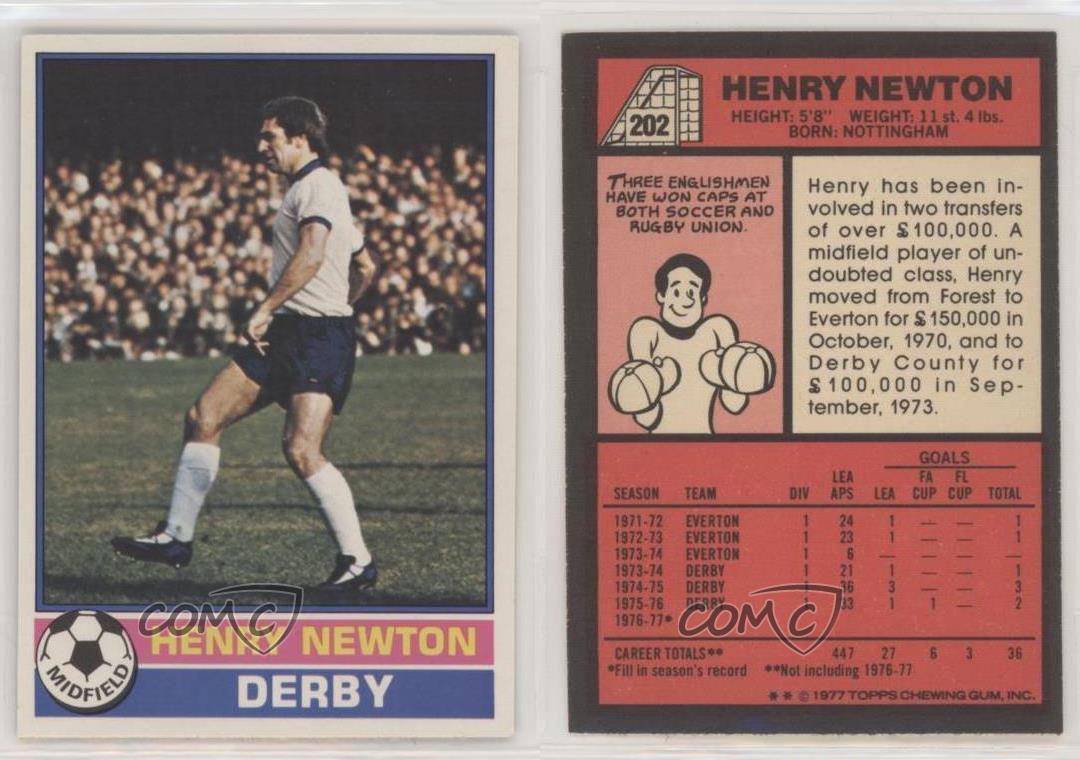 COMC
HENRY NEWTON
MIDFIELD
DERBY
202
HENRY NEWTON
HEIGHT: 5'8" WEIGHT: 11 st. 4 lbs.
BORN: NOTTINGHAM
THREE ENGLISHMEN
HAVE WON CAPS AT
BOTH SOCCER AND
RUGBY UNION.
Henry has been in-
volved in two transfers
of over £100,000. A
midfield player of un-
doubted class, Henry
moved from Forest to
Everton for £150,000 in
October, 1970, and to
Derby County for
£100,000 in Sep-
tember, 1973.
GOALS
LEA FA FL
SEASON TEAM DIV APS LEA CUP CUP TOTAL
1971-72 EVERTON 1 24 1 — — 1
1972-73 EVERTON 1 23 1 — — 1
1973-74 EVERTON 1 6 — — — —
1973-74 DERBY 1 21 1 — — 1
1974-75 DERBY 1 36 3 — — 3
1975-76 DERBY 1 33 1 1 — 2
1976-77*
COMC
CAREER TOTALS** 447 27 6 3 36
*Fill in season's record **Not including 1976-77
** © 1977 TOPPS CHEWING GUM, INC.